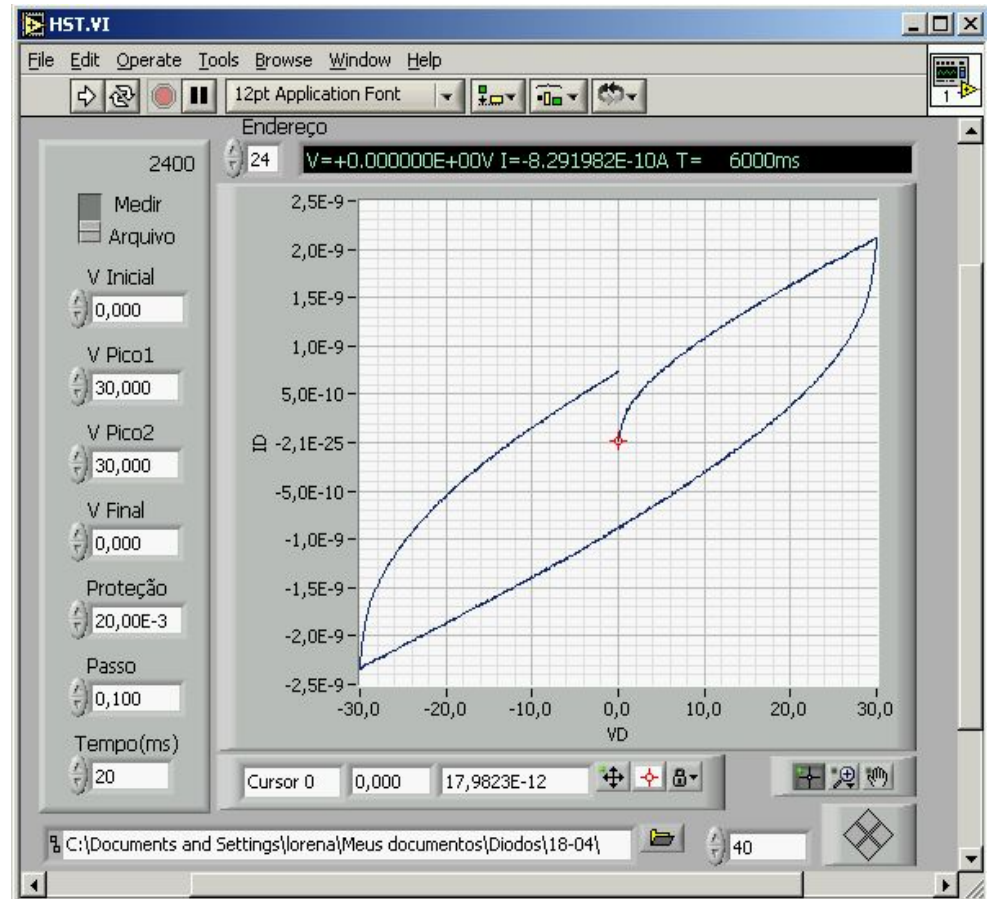 HST.VI
File Edit Operate Tools Browse Window Help
12pt Application Font
1
Endereço
24
V=+0.000000E+00V I=-8.291982E-10A T= 6000ms
2400
Medir
Arquivo
V Inicial
0,000
V Pico1
30,000
V Pico2
30,000
V Final
0,000
Proteção
20,00E-3
Passo
0,100
Tempo(ms)
20
2,5E-9
2,0E-9
1,5E-9
1,0E-9
5,0E-10
ID
-2,1E-25
-5,0E-10
-1,0E-9
-1,5E-9
-2,0E-9
-2,5E-9
-30,0 -20,0 -10,0 0,0 10,0 20,0 30,0
VD
Cursor 0 0,000 17,9823E-12
C:\Documents and Settings\lorena\Meus documentos\Diodos\18-04\
40